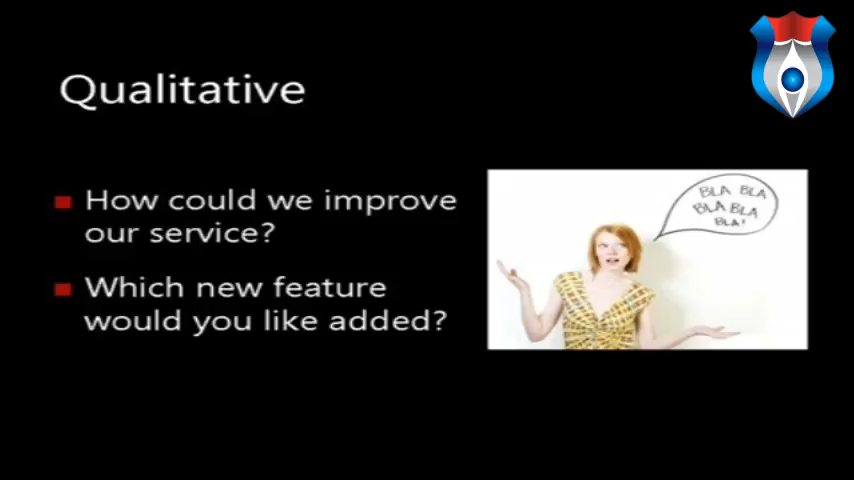 Qualitative
How could we improve
our service?
Which new feature
would you like added?
BLA BLA
BLA BLA
BLA!